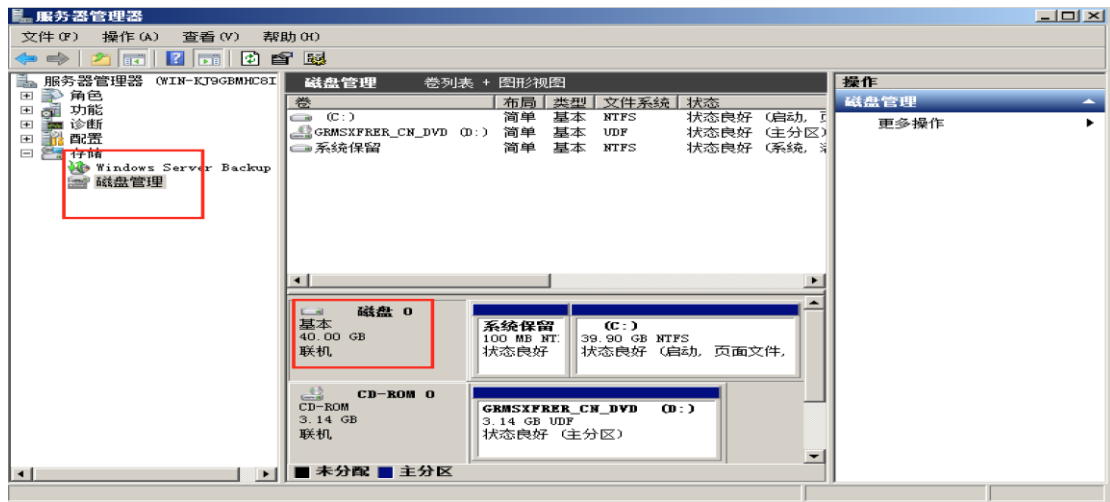 服务器管理器
文件(F) 操作(A) 查看(V) 帮助(H)
服务器管理器 (WIN-KJ9GBMHC8I
角色
功能
诊断
配置
存储
Windows Server Backup
磁盘管理
磁盘管理 卷列表 + 图形视图
卷 布局 类型 文件系统 状态
(C:) 简单 基本 NTFS 状态良好 (启动,
GRMSXFRER_CN_DVD (D:) 简单 基本 UDF 状态良好 (主分区)
系统保留 简单 基本 NTFS 状态良好 (系统,
磁盘 0
基本
40.00 GB
联机
系统保留
100 MB NT
状态良好
(C:)
39.90 GB NTFS
状态良好 (启动, 页面文件,
CD-ROM 0
CD-ROM
3.14 GB
联机
GRMSXFRER_CN_DVD (D:)
3.14 GB UDF
状态良好 (主分区)
未分配 主分区
操作
磁盘管理
更多操作